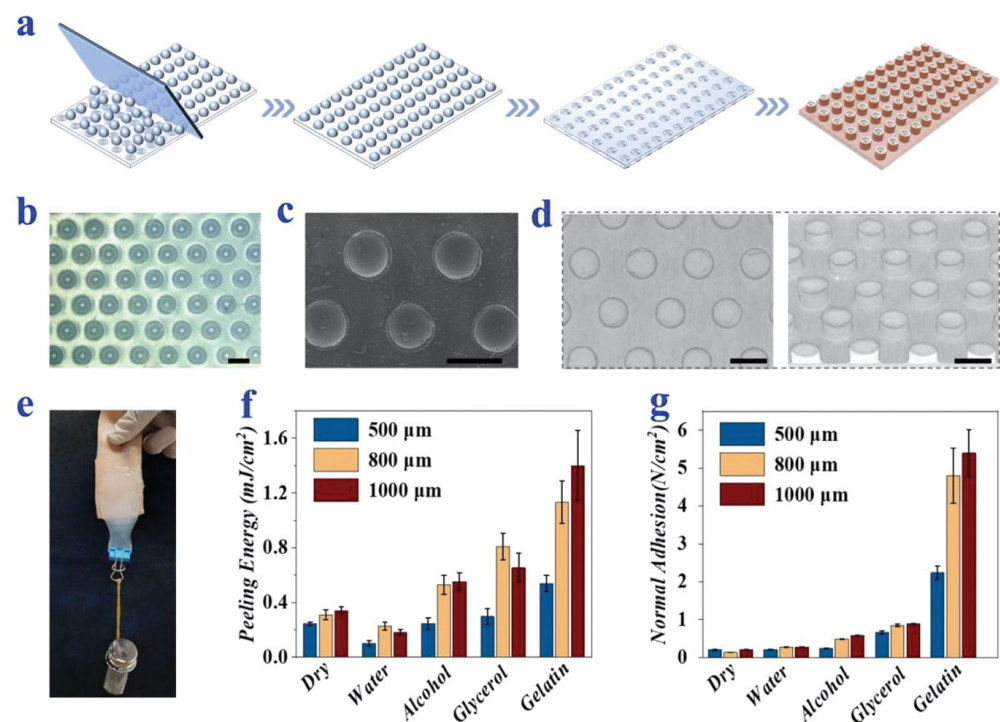 a
b
c
d
e
f
Peeling Energy (mJ/cm²)
1.6
1.2
0.8
0.4
0.0
500 µm
800 µm
1000 µm
Dry
Water
Alcohol
Glycerol
Gelatin
g
Normal Adhesion(N/cm²)
6
5
4
3
2
1
0
500 µm
800 µm
1000 µm
Dry
Water
Alcohol
Glycerol
Gelatin